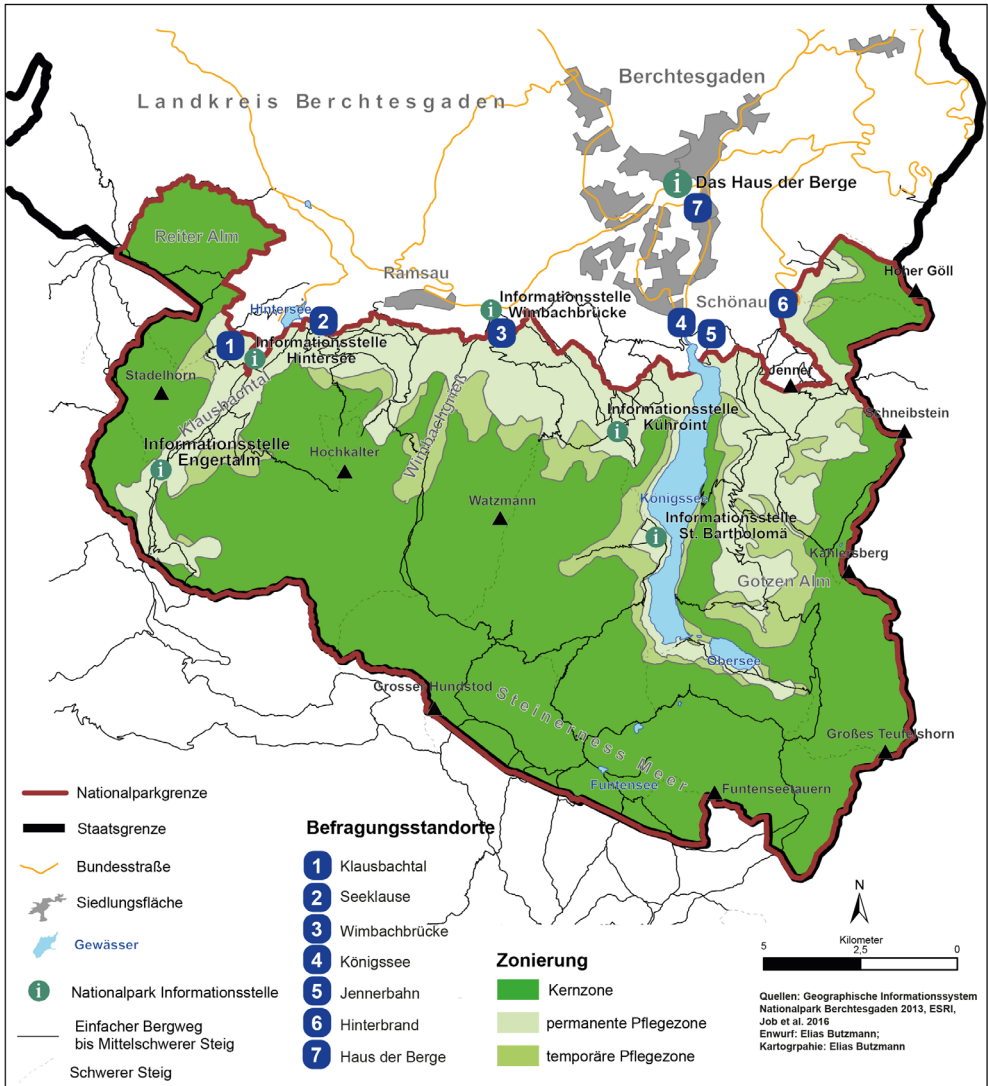 Berchtesgaden
Landkreis Berchtesgaden
Das Haus der Berge
7
Reiter Alm
Ramsau
Hoher Göll
Hintersee
Informationsstelle
Wimbachbrücke
Schönau
6
1
2
3
4
5
Informationsstelle
Hintersee
Jenner
Stadelhorn
Klausbachtal
Informationsstelle
Kühroint
Schneibstein
Informationsstelle
Engertalm
Hochkalter
Wimbachgrieß
Watzmann
Königssee
Informationsstelle
St. Bartholomä
Kahlersberg
Gotzen Alm
Obersee
Grosser Hundstod
Steinerness Meer
Großes Teufelshorn
Funtensee
Funtenseetauern
Nationalparkgrenze
Staatsgrenze
Bundesstraße
Siedlungsfläche
Gewässer
Nationalpark Informationsstelle
Einfacher Bergweg
bis Mittelschwerer Steig
Schwerer Steig
Befragungsstandorte
1 Klausbachtal
2 Seeklause
3 Wimbachbrücke
4 Königssee
5 Jennerbahn
6 Hinterbrand
7 Haus der Berge
Zonierung
Kernzone
permanente Pflegezone
temporäre Pflegezone
N
Kilometer
5 2,5 0
Quellen: Geographische Informationssystem
Nationalpark Berchtesgaden 2013, ESRI,
Job et al. 2016
Enwurf: Elias Butzmann;
Kartogrpahie: Elias Butzmann